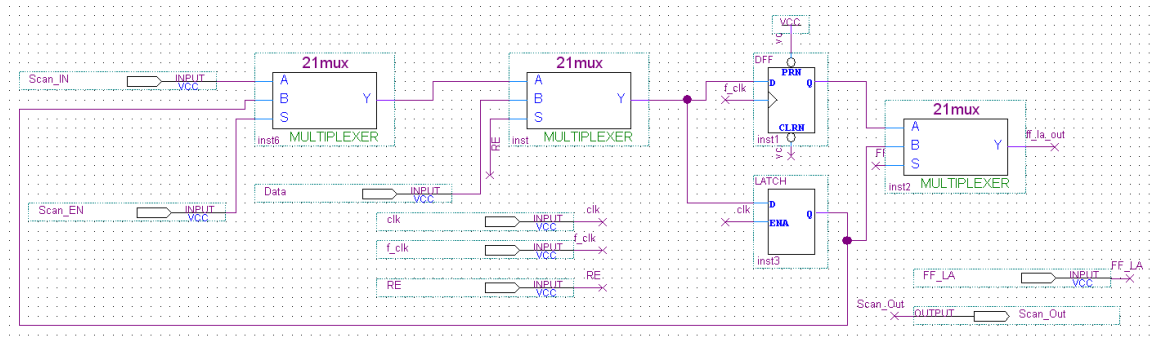 VCC
21mux
21mux
DFF
PRN
D
Q
Scan_IN
INPUT
VCC
A
B
S
Y
A
B
S
Y
f_clk
21mux
inst6
MULTIPLEXER
inst
MULTIPLEXER
RE
CLRN
inst1
A
B
S
Y
ff_la_out
inst2
MULTIPLEXER
Data
INPUT
VCC
LATCH
D
Q
ENA
inst3
clk
Scan_EN
INPUT
VCC
clk
INPUT
VCC
clk
f_clk
INPUT
VCC
f_clk
RE
INPUT
VCC
RE
FF_LA
INPUT
VCC
FF_LA
Scan_Out
OUTPUT
Scan_Out